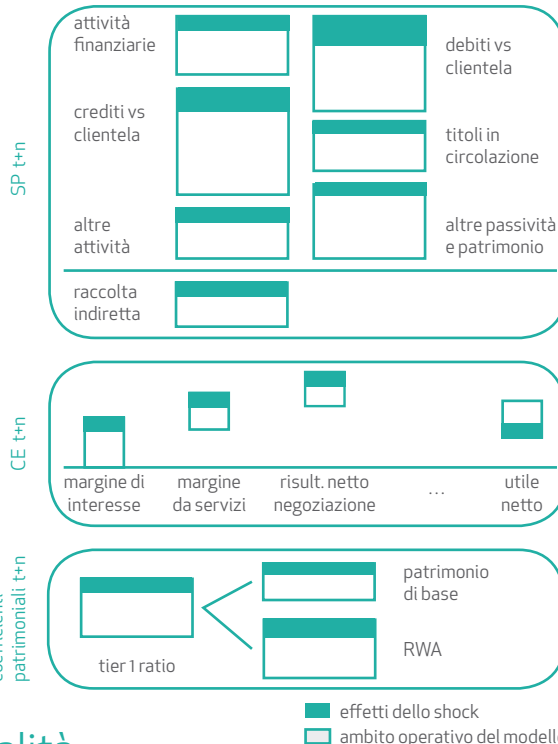 attività
finanziarie
debiti vs
clientela
crediti vs
clientela
titoli in
circolazione
altre
attività
altre passività
e patrimonio
raccolta
indiretta
SP t+n
margine di
interesse
margine
da servizi
risult. netto
negoziazione
...
utile
netto
CE t+n
patrimonio
di base
RWA
tier 1 ratio
patrimoniali t+n
effetti dello shock
ambito operativo del modello